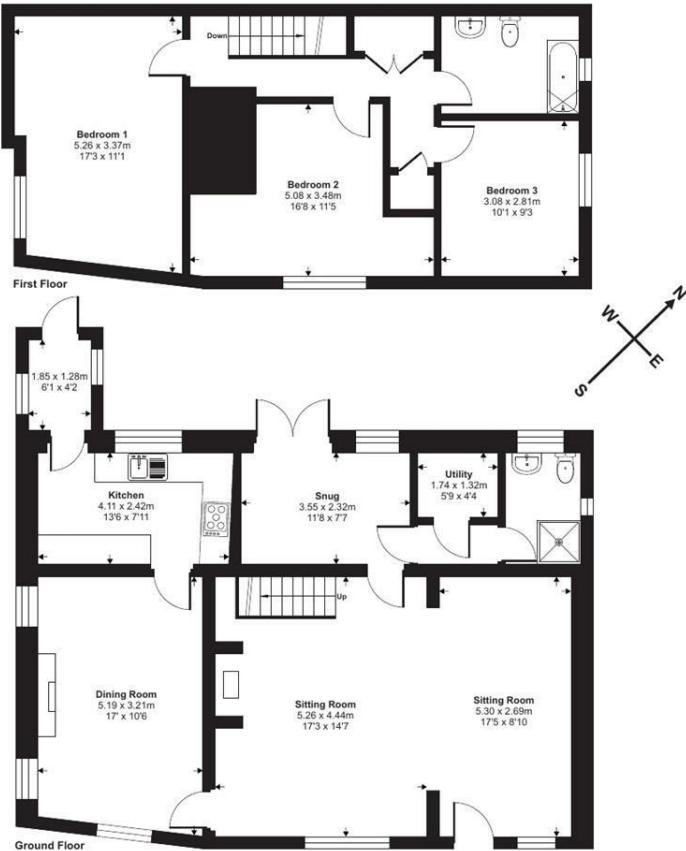 Down
Bedroom 1
5.26 x 3.37m
17'3 x 11'1
Bedroom 2
5.08 x 3.48m
16'8 x 11'5
Bedroom 3
3.08 x 2.81m
10'1 x 9'3
First Floor
N
W
E
S
1.85 x 1.28m
6'1 x 4'2
Kitchen
4.11 x 2.42m
13'6 x 7'11
Snug
3.55 x 2.32m
11'8 x 7'7
Utility
1.74 x 1.32m
5'9 x 4'4
Up
Dining Room
5.19 x 3.21m
17' x 10'6
Sitting Room
5.26 x 4.44m
17'3 x 14'7
Sitting Room
5.30 x 2.69m
17'5 x 8'10
Ground Floor